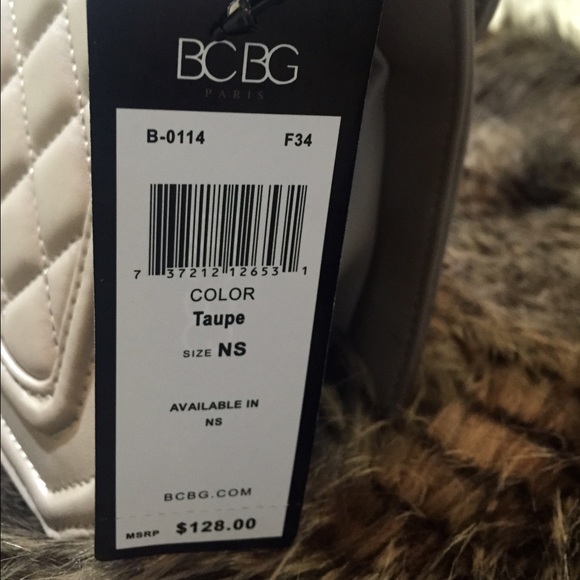 BCBG
PARIS
B-0114 F34
7 37212 12653 1
COLOR
Taupe
SIZE NS
AVAILABLE IN
NS
BCBG.COM
MSRP $128.00